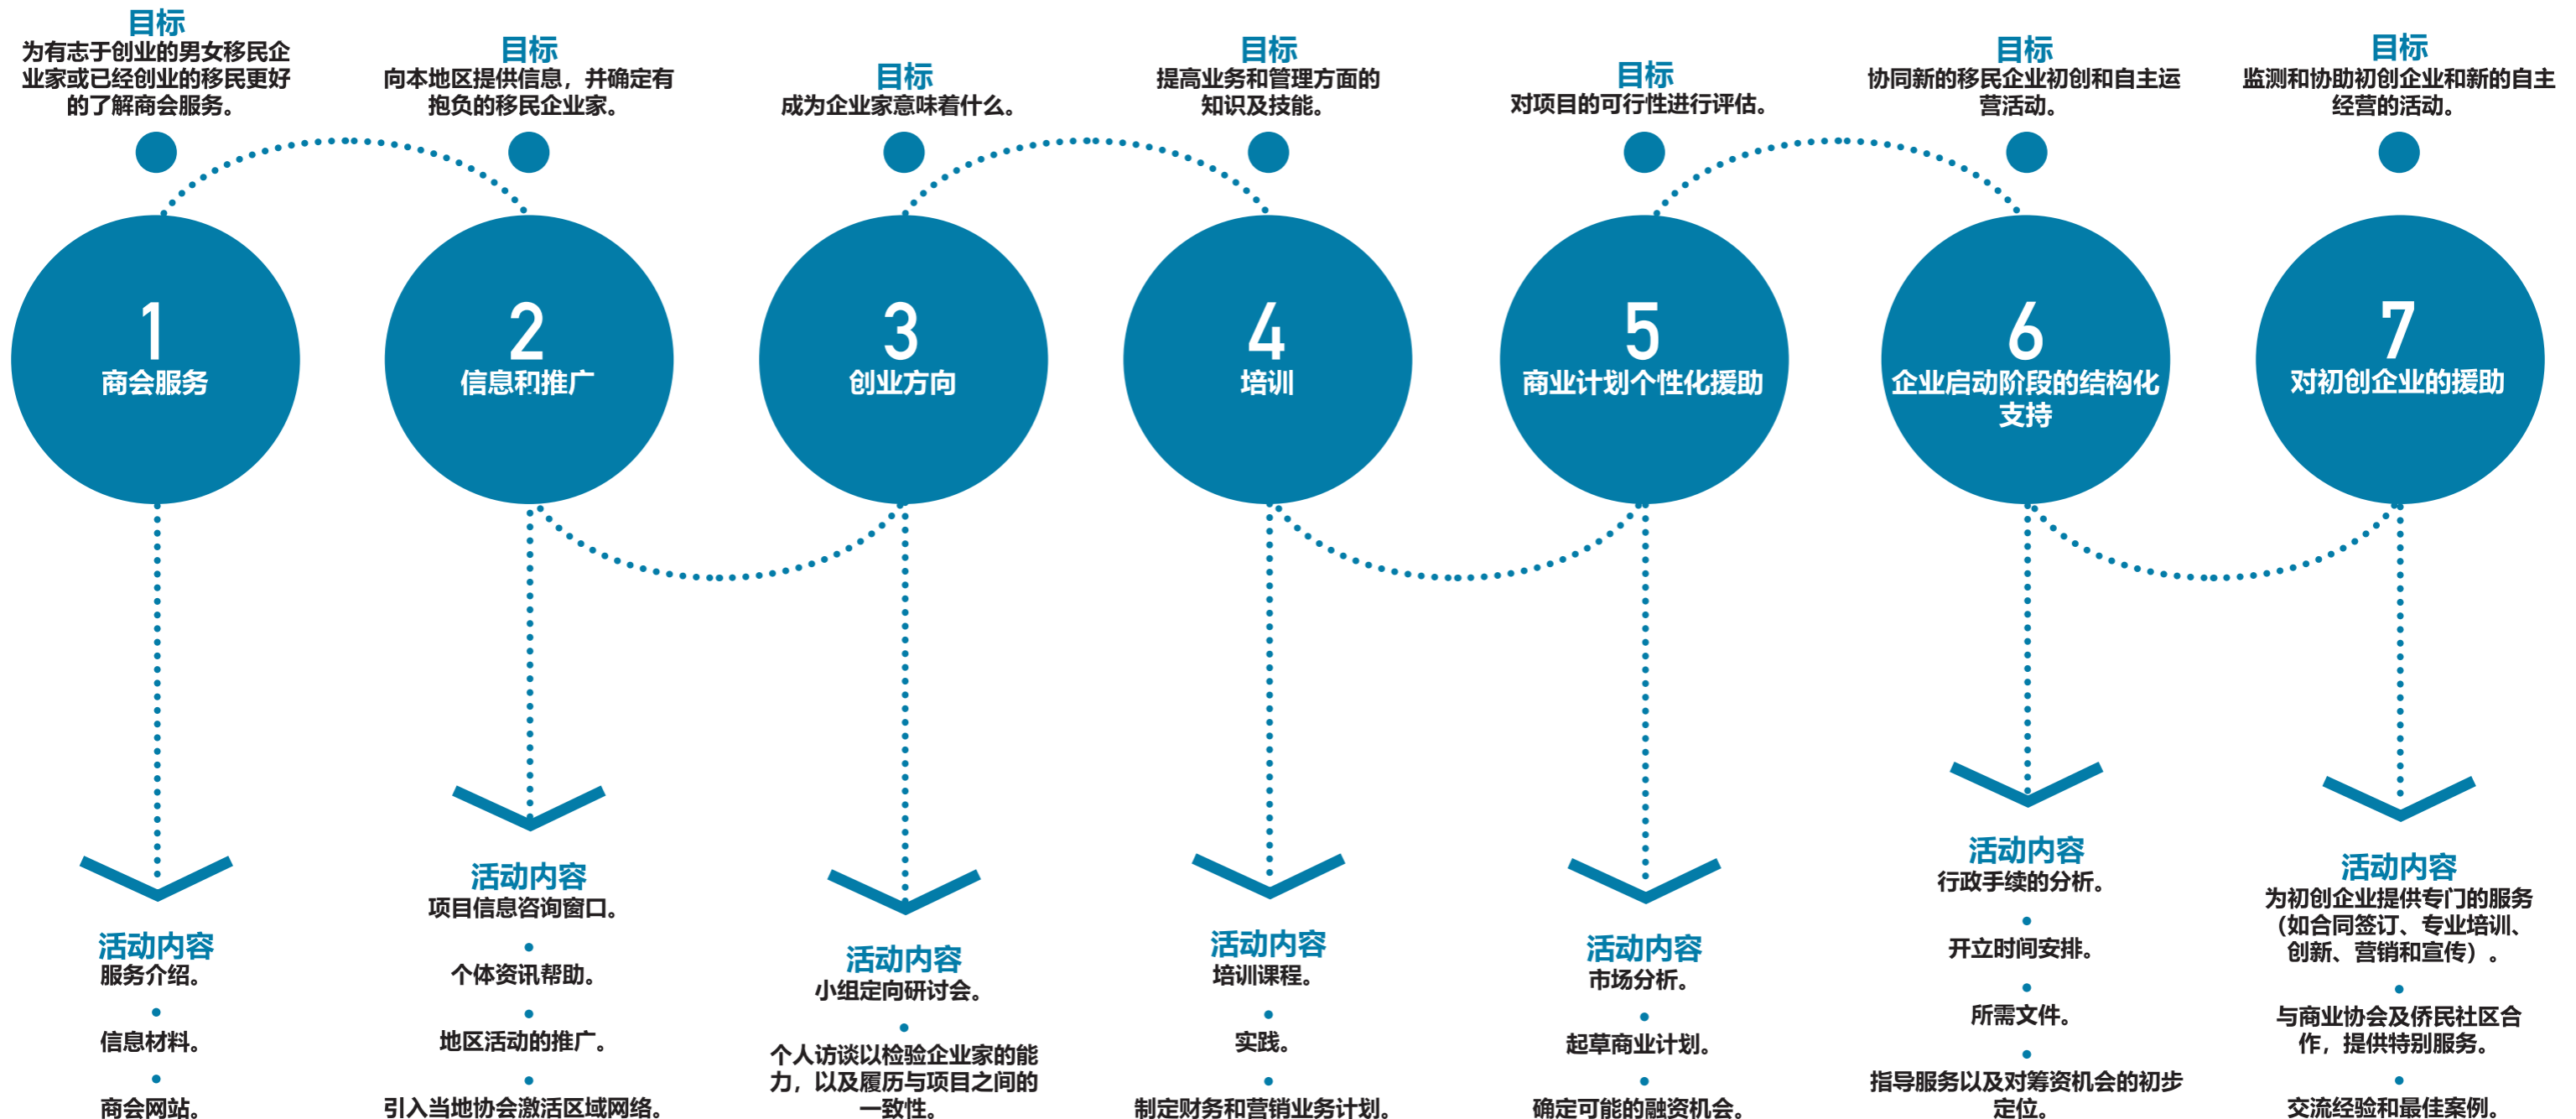 目标
为有志于创业的男女移民企
业家或已经创业的移民更好
的了解商会服务。
1
商会服务
活动内容
服务介绍。
信息材料。
商会网站。
目标
向本地区提供信息，并确定有
抱负的移民企业家。
2
信息和推广
活动内容
项目信息咨询窗口。
个体资讯帮助。
地区活动的推广。
引入当地协会激活区域网络。
目标
成为企业家意味着什么。
3
创业方向
活动内容
小组定向研讨会。
个人访谈以检验企业家的能
力，以及履历与项目之间的
一致性。
目标
提高业务和管理方面的
知识及技能。
4
培训
活动内容
培训课程。
实践。
制定财务和营销业务计划。
目标
对项目的可行性进行评估。
5
商业计划个性化援助
活动内容
市场分析。
起草商业计划。
确定可能的融资机会。
目标
协同新的移民企业初创和自主运
营活动。
6
企业启动阶段的结构化
支持
活动内容
行政手续的分析。
开立时间安排。
所需文件。
指导服务以及对筹资机会的初步
定位。
目标
监测和协助初创企业和新的自主
经营的活动。
7
对初创企业的援助
活动内容
为初创企业提供专门的服务
（如合同签订、专业培训、
创新、营销和宣传）。
与商业协会及侨民社区合
作，提供特别服务。
交流经验和最佳案例。